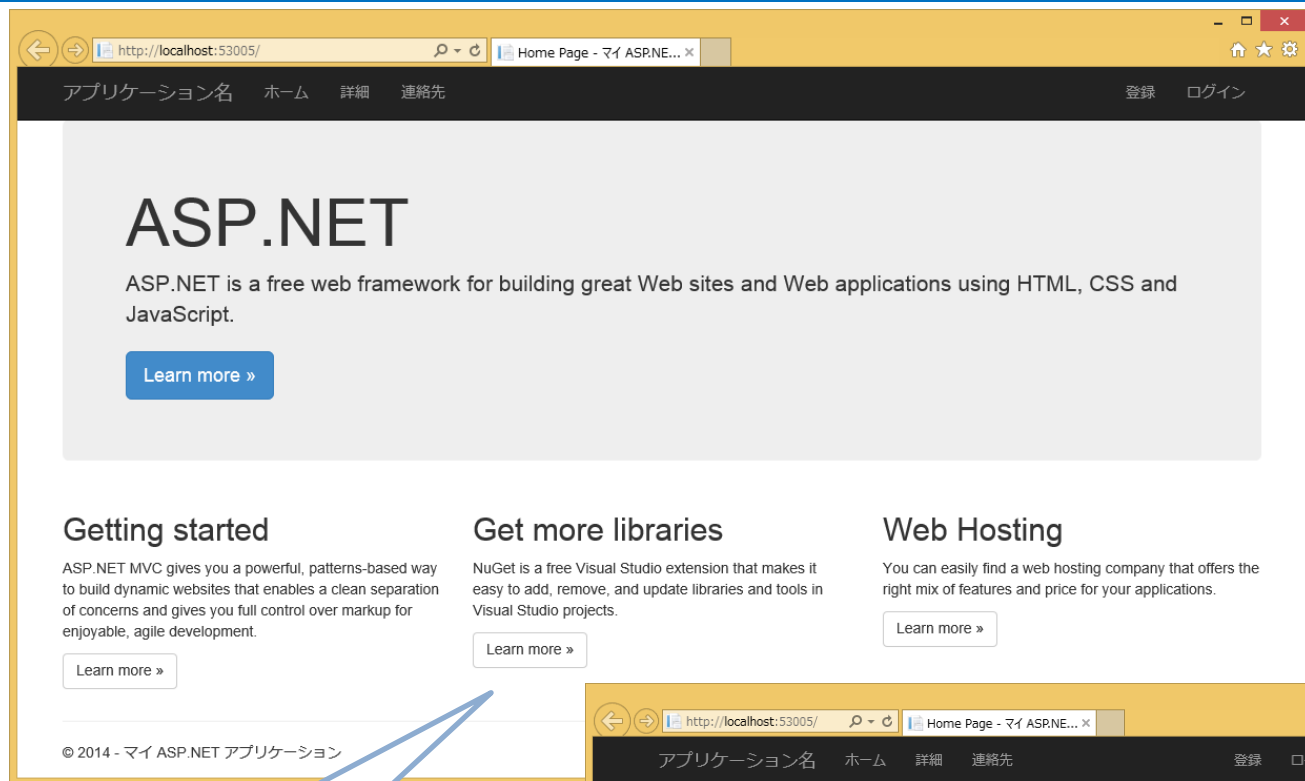 http://localhost:53005/
Home Page - マイ ASP.NE...
アプリケーション名 ホーム 詳細 連絡先 登録 ログイン
ASP.NET
ASP.NET is a free web framework for building great Web sites and Web applications using HTML, CSS and
JavaScript.
Learn more »
Getting started
ASP.NET MVC gives you a powerful, patterns-based way
to build dynamic websites that enables a clean separation
of concerns and gives you full control over markup for
enjoyable, agile development.
Learn more »
Get more libraries
NuGet is a free Visual Studio extension that makes it
easy to add, remove, and update libraries and tools in
Visual Studio projects.
Learn more »
Web Hosting
You can easily find a web hosting company that offers the
right mix of features and price for your applications.
Learn more »
© 2014 - マイ ASP.NET アプリケーション
http://localhost:53005/
Home Page - マイ ASP.NE...
アプリケーション名 ホーム 詳細 連絡先 登録